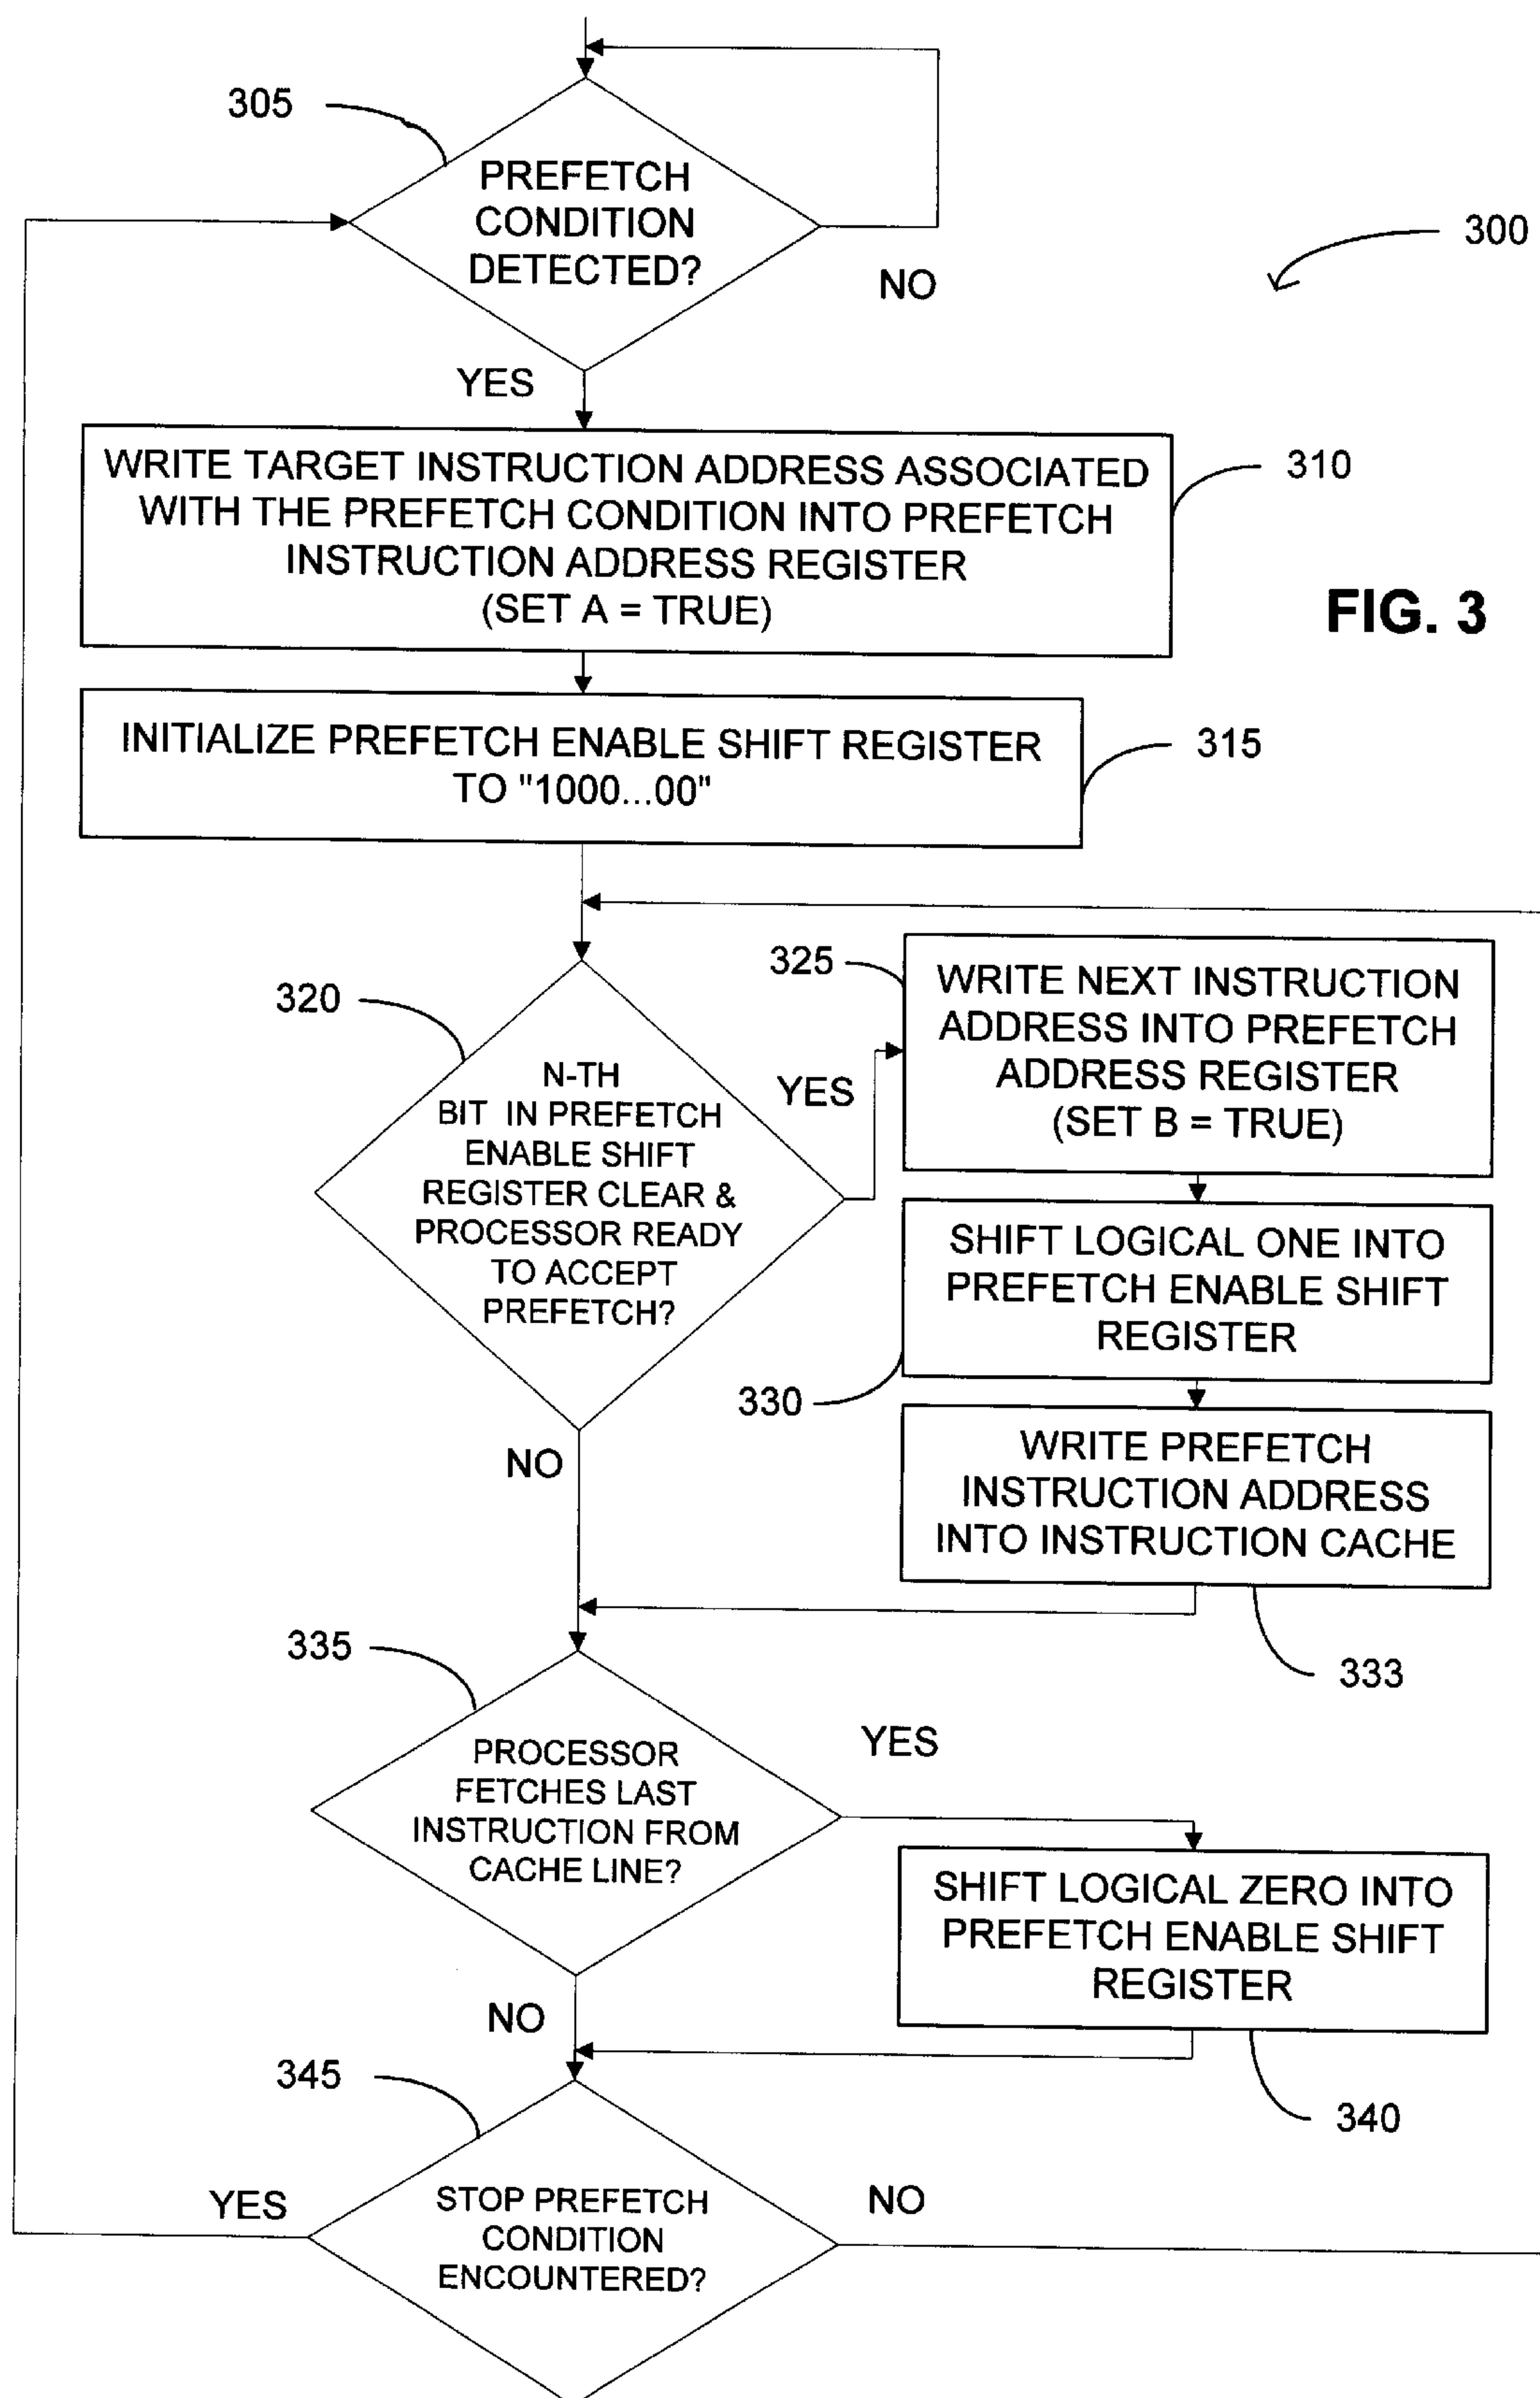 305
PREFETCH
CONDITION
DETECTED?
300
NO
YES
WRITE TARGET INSTRUCTION ADDRESS ASSOCIATED
WITH THE PREFETCH CONDITION INTO PREFETCH
INSTRUCTION ADDRESS REGISTER
(SET A = TRUE)
310
FIG. 3
INITIALIZE PREFETCH ENABLE SHIFT REGISTER
TO "1000...00"
315
320
N-TH
BIT IN PREFETCH
ENABLE SHIFT
REGISTER CLEAR &
PROCESSOR READY
TO ACCEPT
PREFETCH?
YES
325
WRITE NEXT INSTRUCTION
ADDRESS INTO PREFETCH
ADDRESS REGISTER
(SET B = TRUE)
SHIFT LOGICAL ONE INTO
PREFETCH ENABLE SHIFT
REGISTER
330
WRITE PREFETCH
INSTRUCTION ADDRESS
INTO INSTRUCTION CACHE
NO
333
335
PROCESSOR
FETCHES LAST
INSTRUCTION FROM
CACHE LINE?
YES
SHIFT LOGICAL ZERO INTO
PREFETCH ENABLE SHIFT
REGISTER
NO
340
345
YES
STOP PREFETCH
CONDITION
ENCOUNTERED?
NO